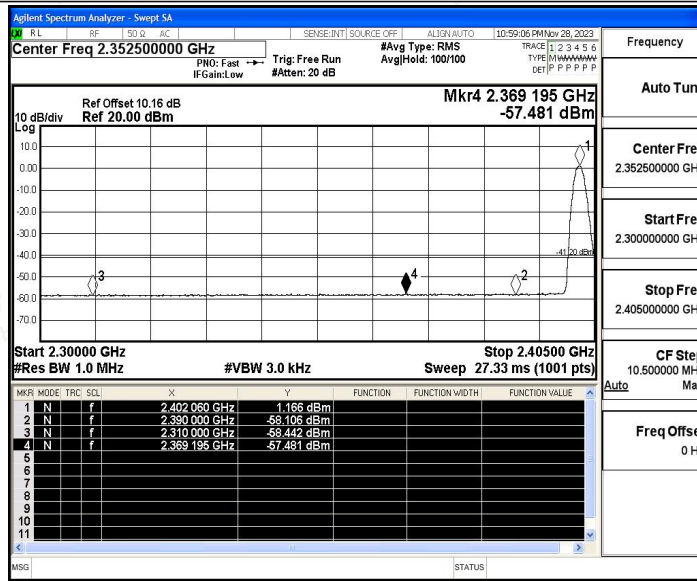 Agilent Spectrum Analyzer - Swept SA
LXI RL RF 50 Ω AC SENSE:INT SOURCE OFF ALIGN AUTO 10:59:06 PM Nov 28, 2023
Center Freq 2.352500000 GHz #Avg Type: RMS TRACE 1 2 3 4 5 6
PNO: Fast Trig: Free Run Avg|Hold: 100/100 TYPE M
IFGain:Low #Atten: 20 dB DET P P P P P P
Mkr4 2.369 195 GHz
Ref Offset 10.16 dB
10 dB/div Ref 20.00 dBm -57.481 dBm
Log
10.0
0.00
-10.0
-20.0
-30.0
-40.0
-50.0
-60.0
-70.0
1
-41.20 dBm
3 4 2
Start 2.30000 GHz Stop 2.40500 GHz
#Res BW 1.0 MHz #VBW 3.0 kHz Sweep 27.33 ms (1001 pts)
MKR MODE TRC SCL X Y FUNCTION FUNCTION WIDTH FUNCTION VALUE
1 N f 2.402 060 GHz 1.166 dBm
2 N f 2.390 000 GHz -58.106 dBm
3 N f 2.310 000 GHz -58.442 dBm
4 N f 2.369 195 GHz -57.481 dBm
5
6
7
8
9
10
11
MSG STATUS
Frequency
Auto Tun
Center Fre
2.352500000 GH
Start Fre
2.300000000 GH
Stop Fre
2.405000000 GH
CF Ste
10.500000 MH
Auto Ma
Freq Offse
0 H